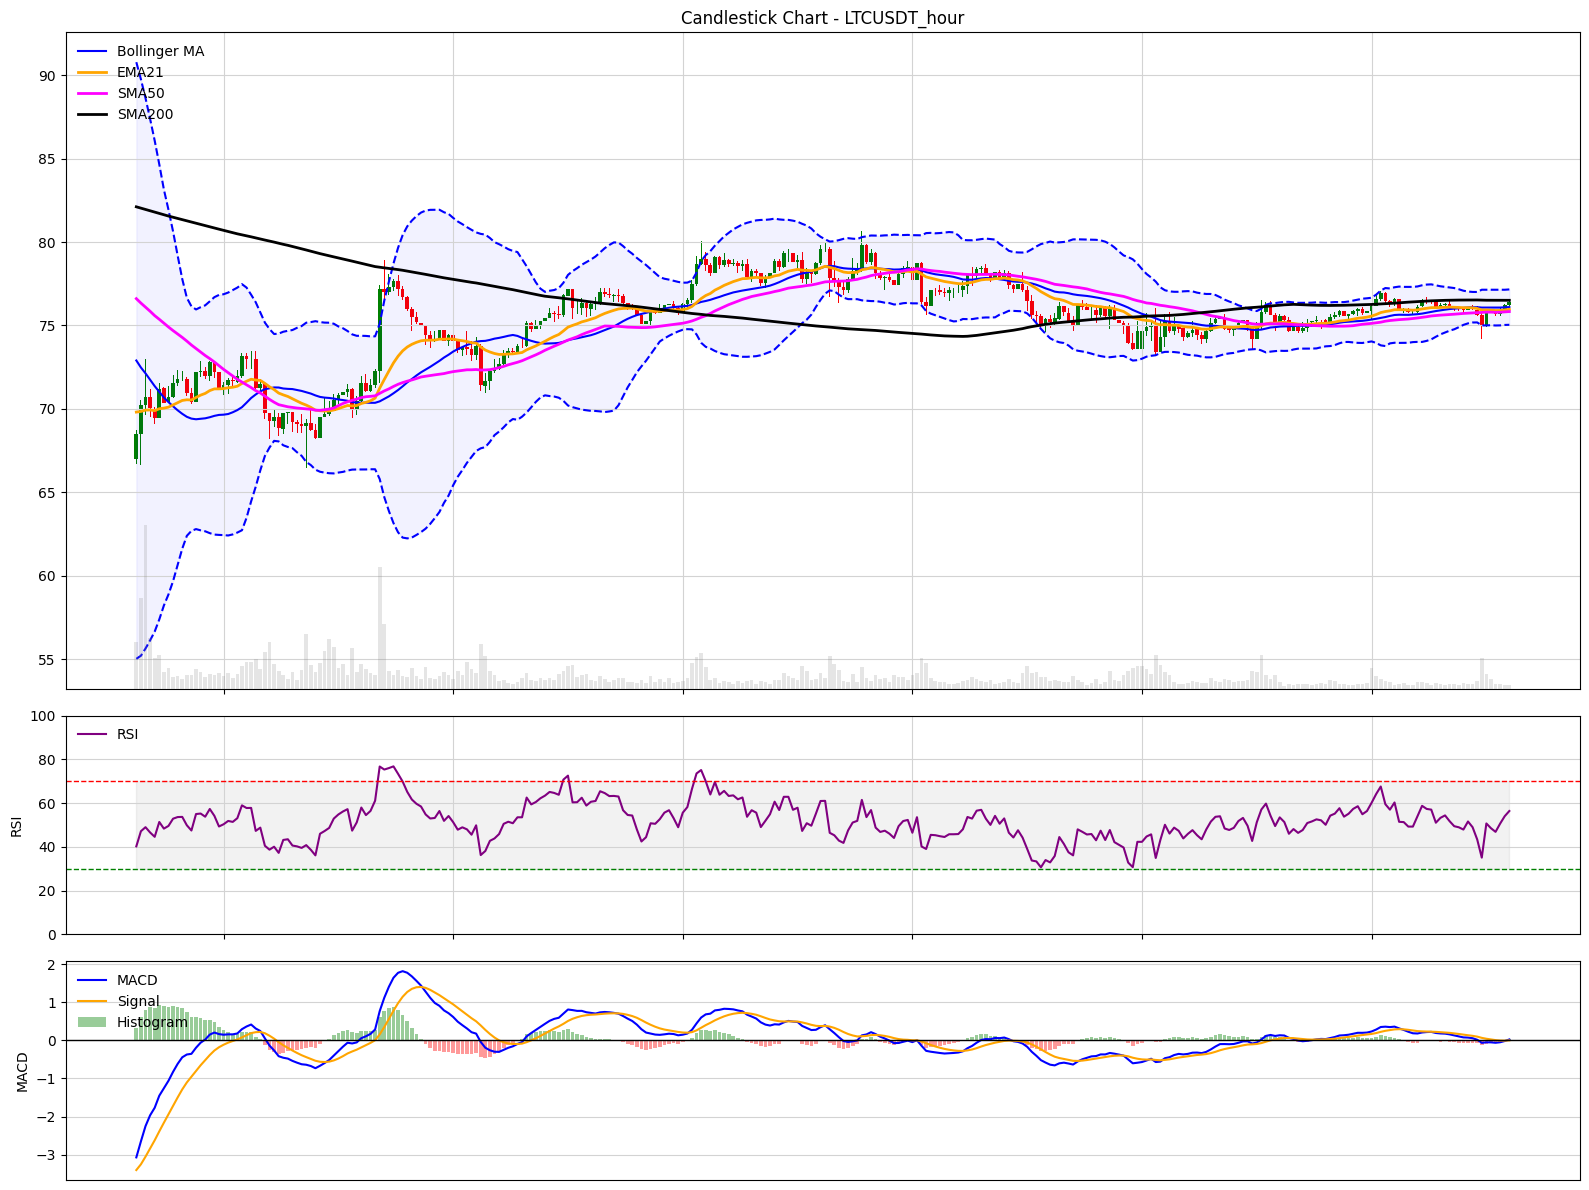 Candlestick Chart - LTCUSDT_hour
Bollinger MA
EMA21
SMA50
SMA200
90
85
80
75
70
65
60
55
RSI
100
80
60
40
20
0
RSI
MACD
Signal
Histogram
2
1
0
−1
−2
−3
MACD